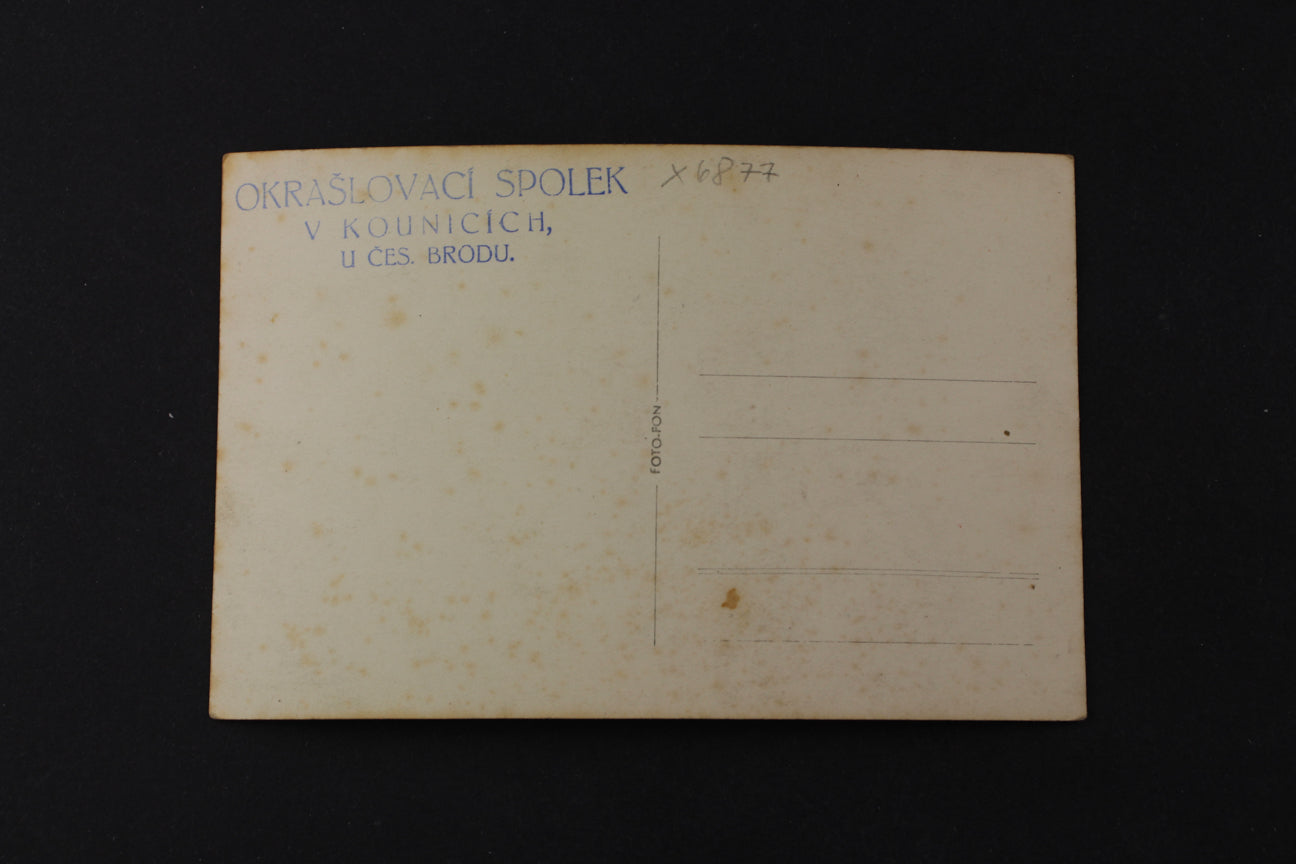 OKRAŠLOVACÍ SPOLEK
V KOUNICÍCH,
U ČES. BRODU.
x6877
FOTO-FON